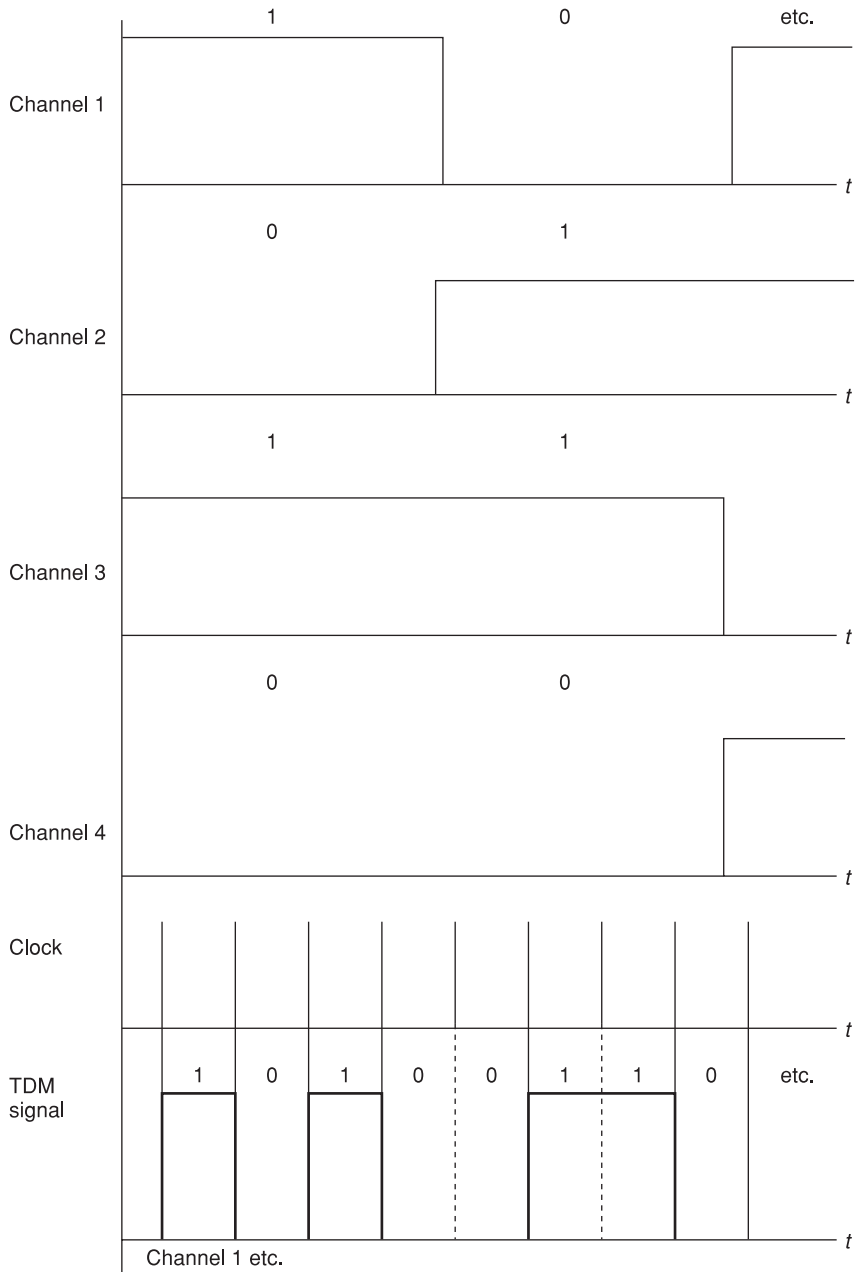 1 0 etc.
Channel 1
t
0 1
Channel 2
t
1 1
Channel 3
t
0 0
Channel 4
t
Clock
t
1 0 1 0 0 1 1 0 etc.
TDM
signal
t
Channel 1 etc.